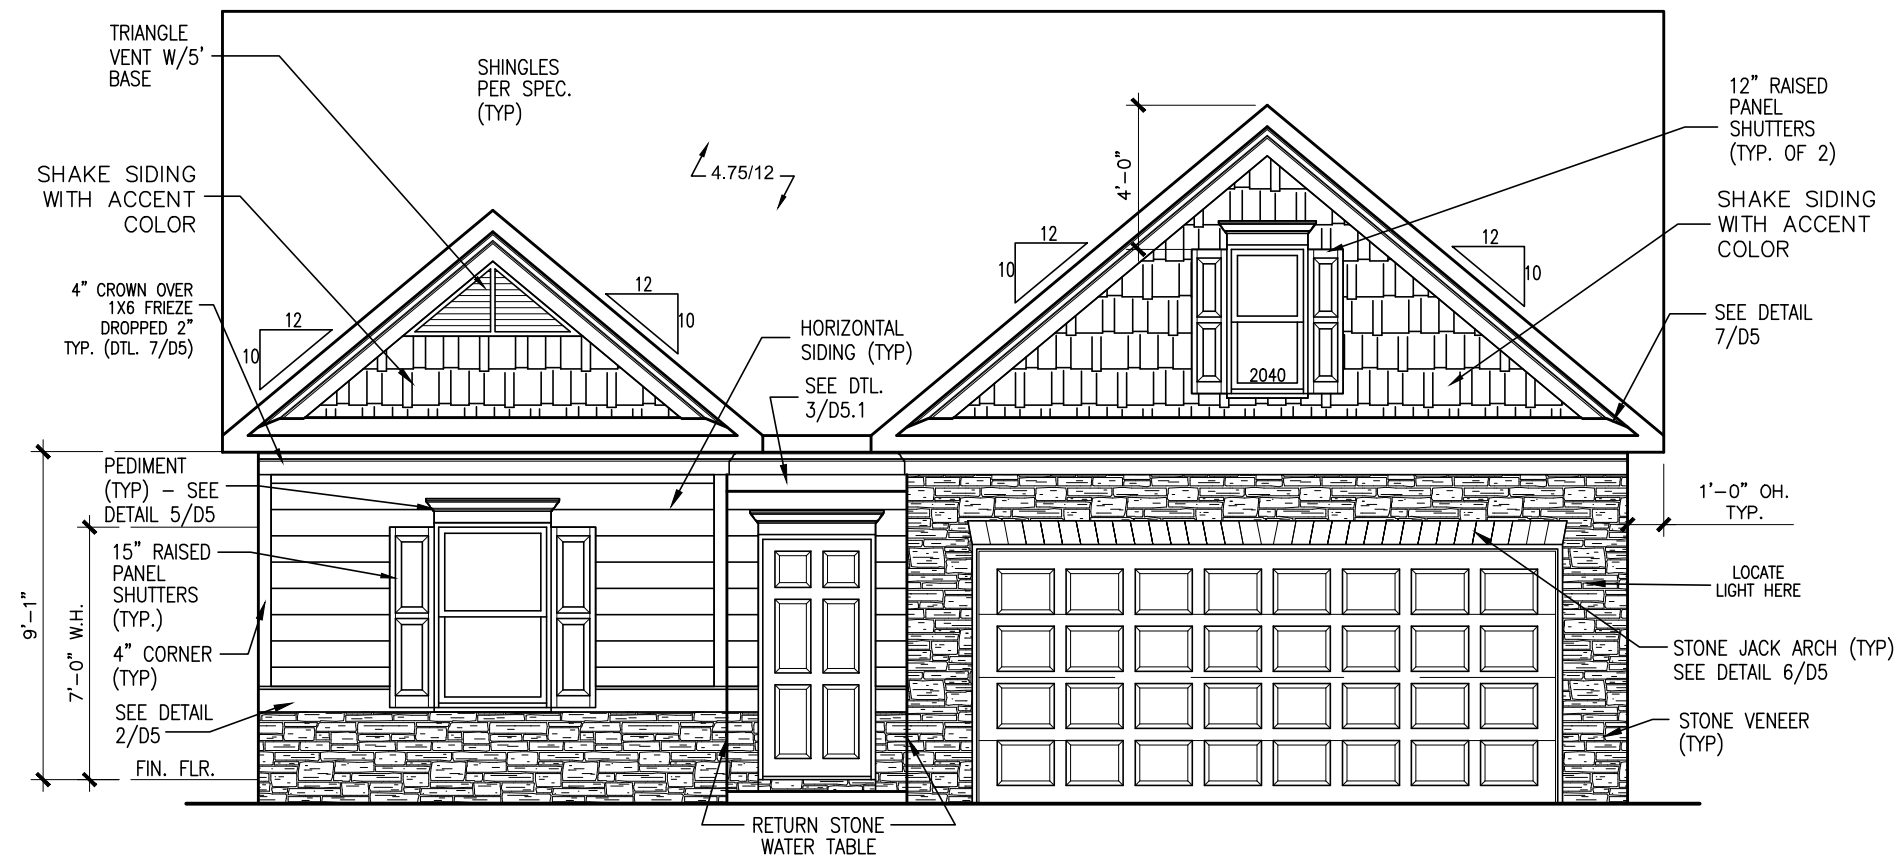 TRIANGLE
VENT W/5'
BASE
SHINGLES
PER SPEC.
(TYP)
4.75/12
SHAKE SIDING
WITH ACCENT
COLOR
4" CROWN OVER
1X6 FRIEZE
DROPPED 2"
TYP. (DTL. 7/D5)
12
10
12
10
HORIZONTAL
SIDING (TYP)
SEE DTL.
3/D5.1
4'-0"
12
10
12
10
2040
12" RAISED
PANEL
SHUTTERS
(TYP. OF 2)
SHAKE SIDING
WITH ACCENT
COLOR
SEE DETAIL
7/D5
PEDIMENT
(TYP) - SEE
DETAIL 5/D5
15" RAISED
PANEL
SHUTTERS
(TYP.)
4" CORNER
(TYP)
SEE DETAIL
2/D5
FIN. FLR.
9'-1"
7'-0" W.H.
1'-0" OH.
TYP.
LOCATE
LIGHT HERE
STONE JACK ARCH (TYP)
SEE DETAIL 6/D5
STONE VENEER
(TYP)
RETURN STONE
WATER TABLE